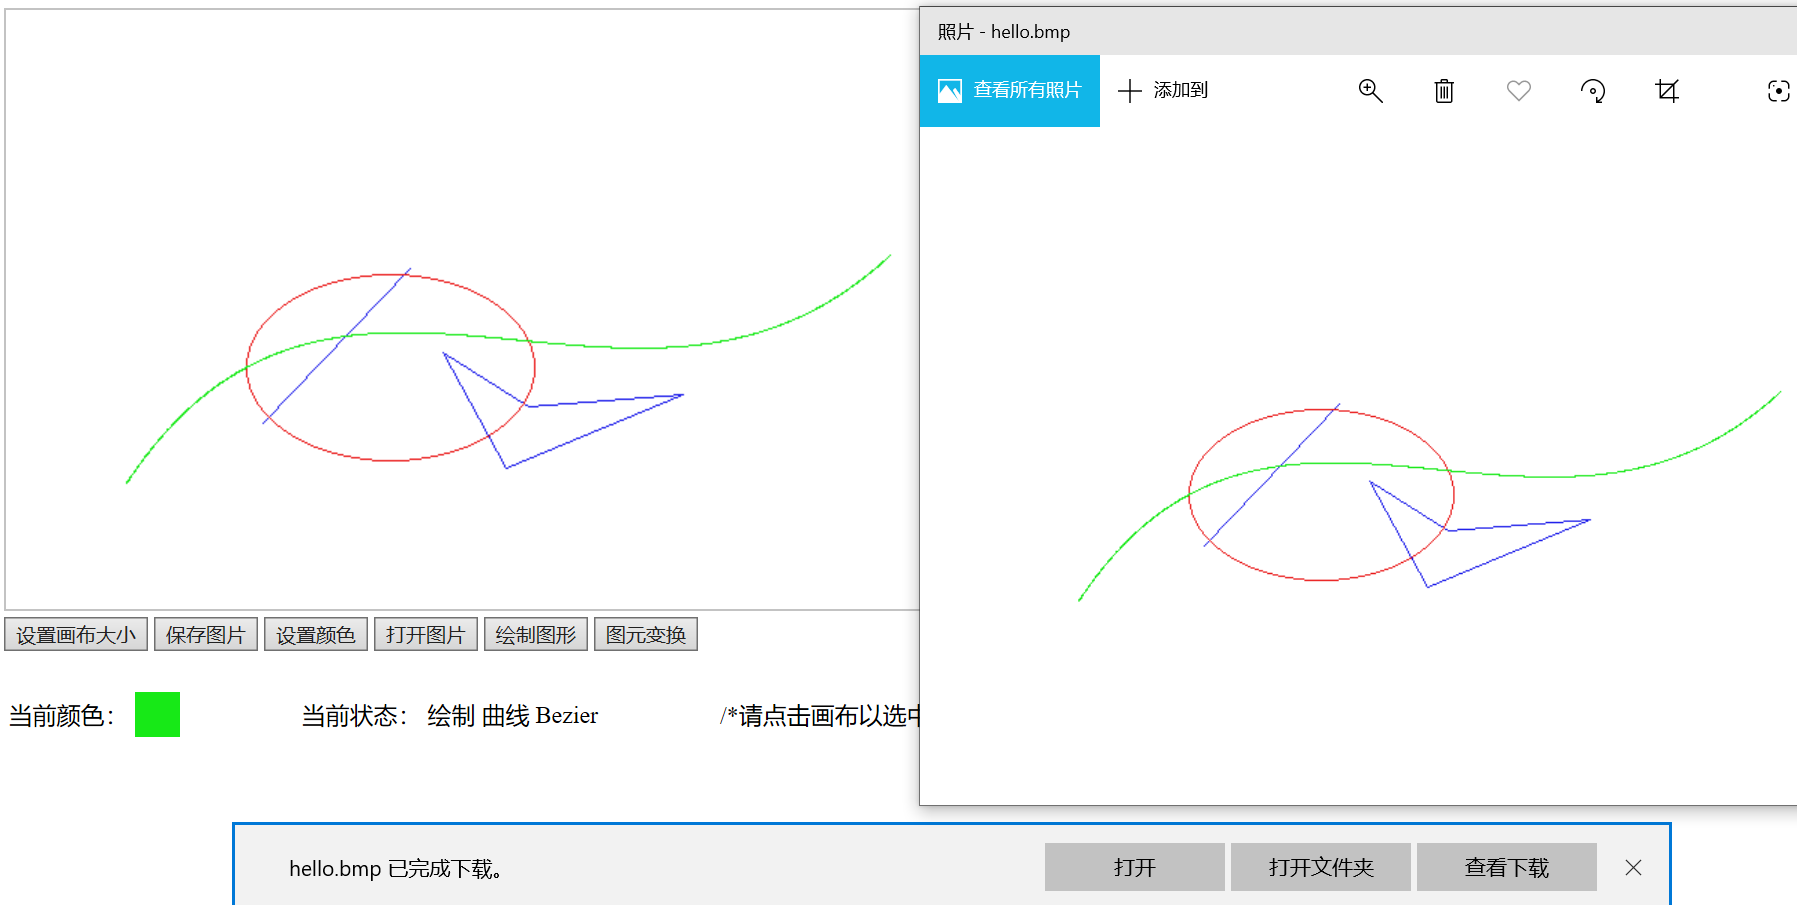 照片 - hello.bmp
查看所有照片
添加到
设置画布大小
保存图片
设置颜色
打开图片
绘制图形
图元变换
当前颜色：
当前状态： 绘制 曲线 Bezier
/*请点击画布以选中
hello.bmp 已完成下载。
打开
打开文件夹
查看下载